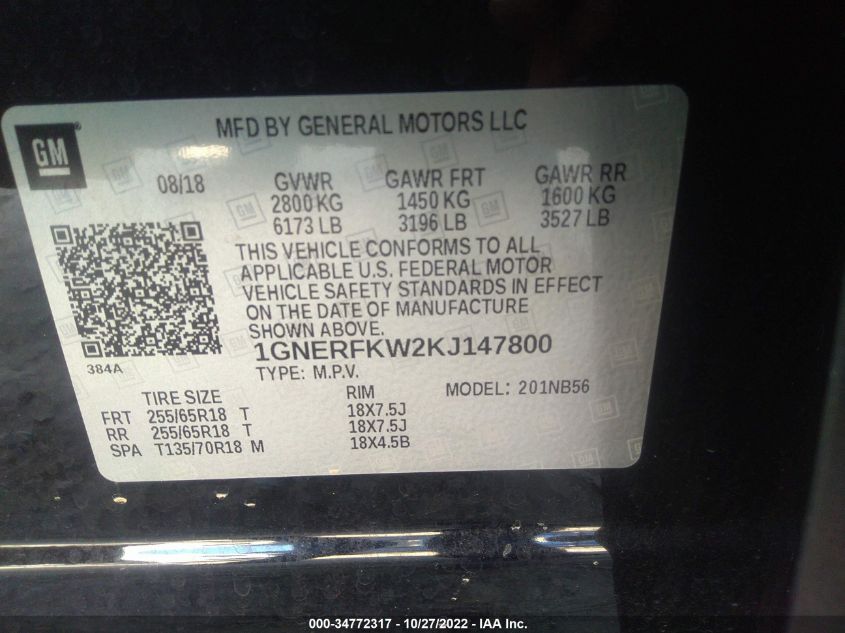 GM
MFD BY GENERAL MOTORS LLC
08/18 GVWR GAWR FRT GAWR RR
2800 KG 1450 KG 1600 KG
6173 LB 3196 LB 3527 LB
THIS VEHICLE CONFORMS TO ALL
APPLICABLE U.S. FEDERAL MOTOR
VEHICLE SAFETY STANDARDS IN EFFECT
ON THE DATE OF MANUFACTURE
SHOWN ABOVE.
1GNERFKW2KJ147800
384A
TYPE: M.P.V.
MODEL: 201NB56
TIRE SIZE RIM
FRT 255/65R18 T 18X7.5J
RR 255/65R18 T 18X7.5J
SPA T135/70R18 M 18X4.5B
000-34772317 - 10/27/2022 - IAA Inc.